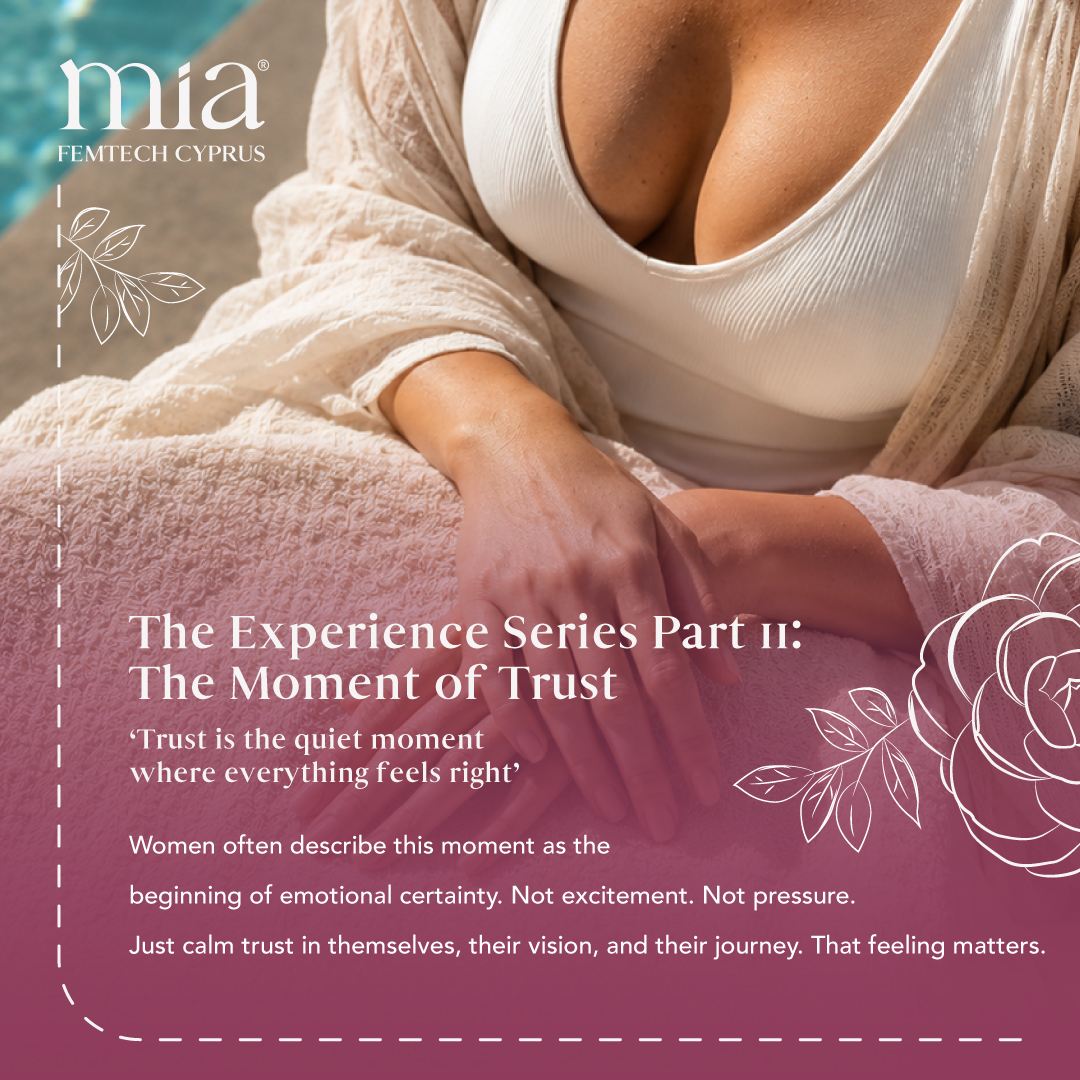 mia®
FEMTECH CYPRUS
The Experience Series Part II:
The Moment of Trust
‘Trust is the quiet moment
where everything feels right’
Women often describe this moment as the
beginning of emotional certainty. Not excitement. Not pressure.
Just calm trust in themselves, their vision, and their journey. That feeling matters.